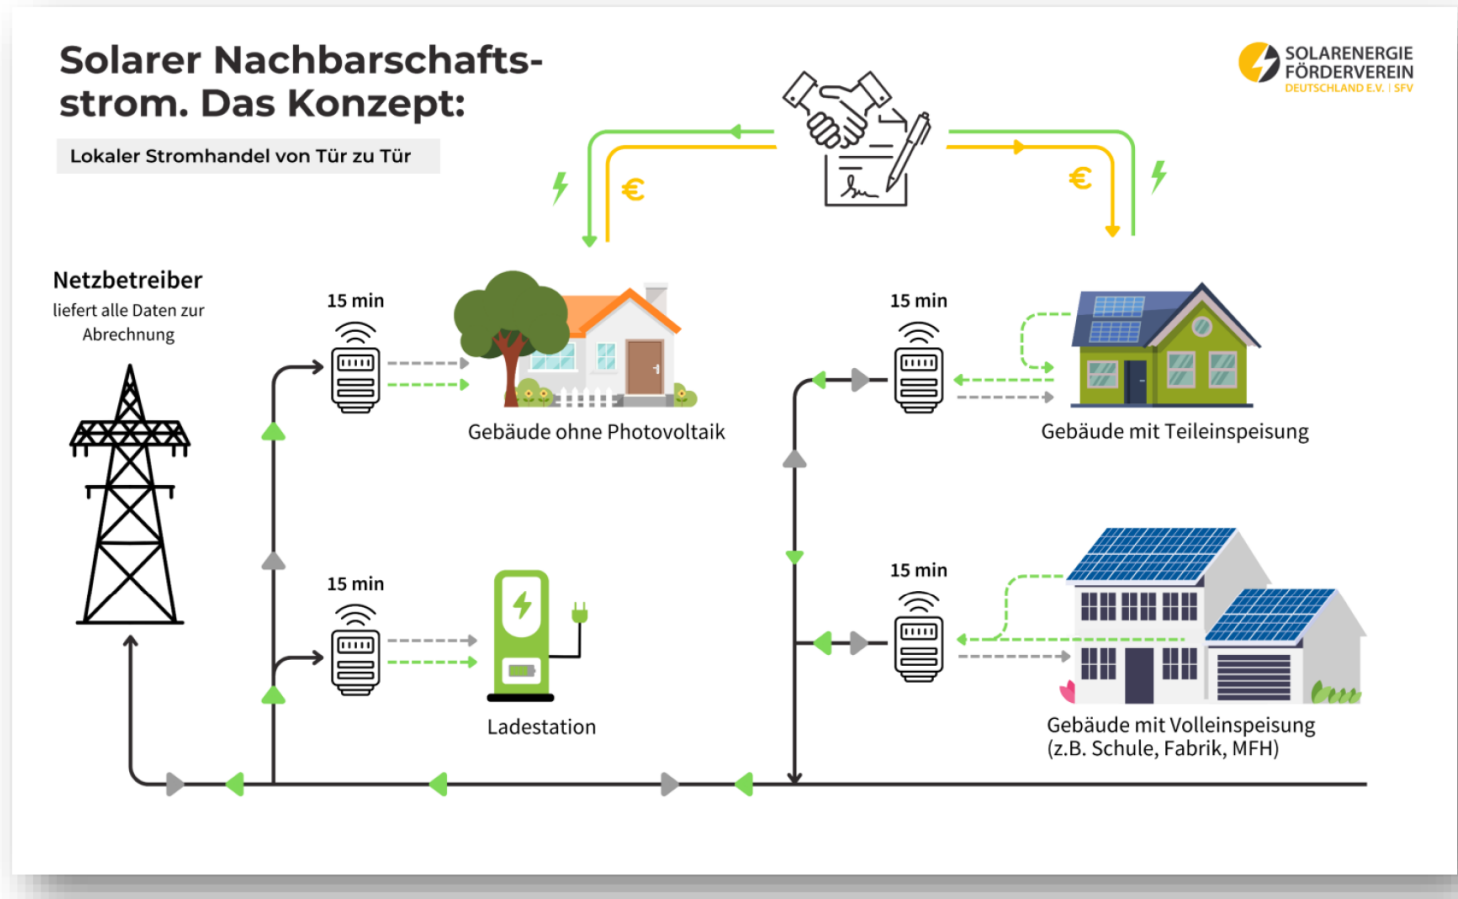 Solarer Nachbarschafts-
strom. Das Konzept:
Lokaler Stromhandel von Tür zu Tür
SOLARENERGIE
FÖRDERVEREIN
DEUTSCHLAND E.V. | SFV
€
€
Netzbetreiber
liefert alle Daten zur
Abrechnung
15 min
Gebäude ohne Photovoltaik
15 min
Gebäude mit Teileinspeisung
15 min
Ladestation
15 min
Gebäude mit Volleinspeisung
(z.B. Schule, Fabrik, MFH)